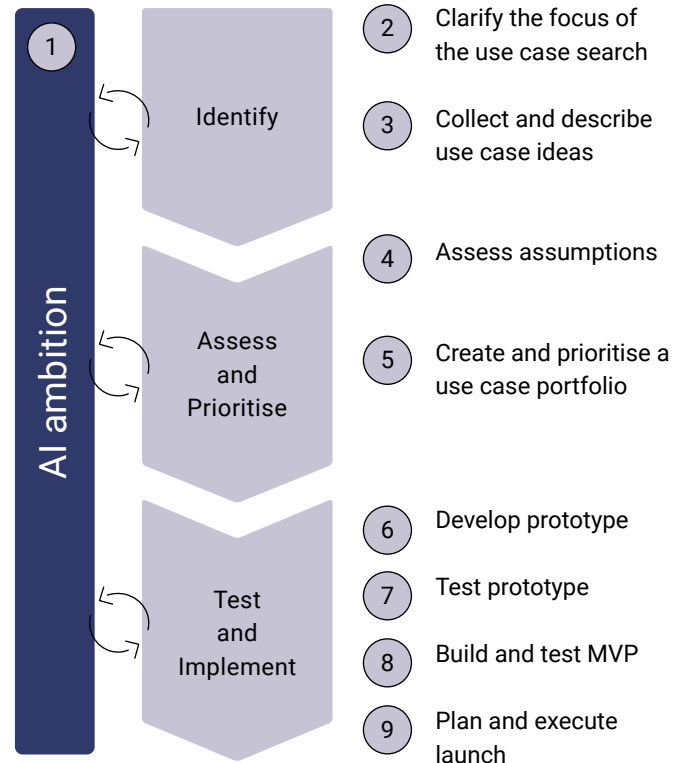 1
AI ambition
Identify
2
Clarify the focus of
the use case search
3
Collect and describe
use case ideas
Assess
and
Prioritise
4
Assess assumptions
5
Create and prioritise a
use case portfolio
Test
and
Implement
6
Develop prototype
7
Test prototype
8
Build and test MVP
9
Plan and execute
launch